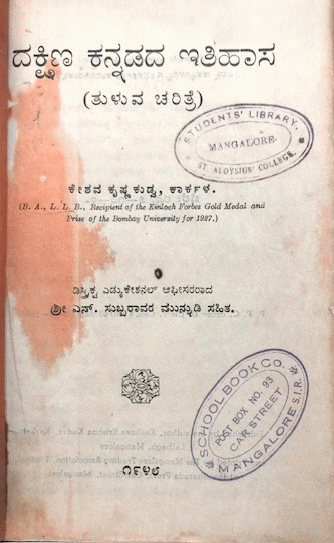 ದಕ್ಷಿಣ ಕನ್ನಡದ ಇತಿಹಾಸ
(ತುಳುವ ಚರಿತ್ರೆ)
STUDENTS' LIBRARY,
MANGALORE.
ST ALOYSIUS' COLLEGE.
ಕೇಶವ ಕೃಷ್ಣ ಕುಡ್ವ, ಕಾರ್ಕಳ.
(B. A., L. L. B., Recipient of the Kinloch Forbes Gold Medal and
Prize of the Bombay University for 1927.)
ಡಿಸ್ಟ್ರಿಕ್ಟ ಎಡ್ಯುಕೇಶನಲ್ ಆಫೀಸರರಾದ
ಶ್ರೀ ಎನ್. ಸುಬ್ಬರಾವರ ಮುನ್ನುಡಿ ಸಹಿತ.
SCHOOL BOOK CO.
POST BOX NO. 93
CAR STREET
MANGALORE S.I.R.
೧೯೪೮